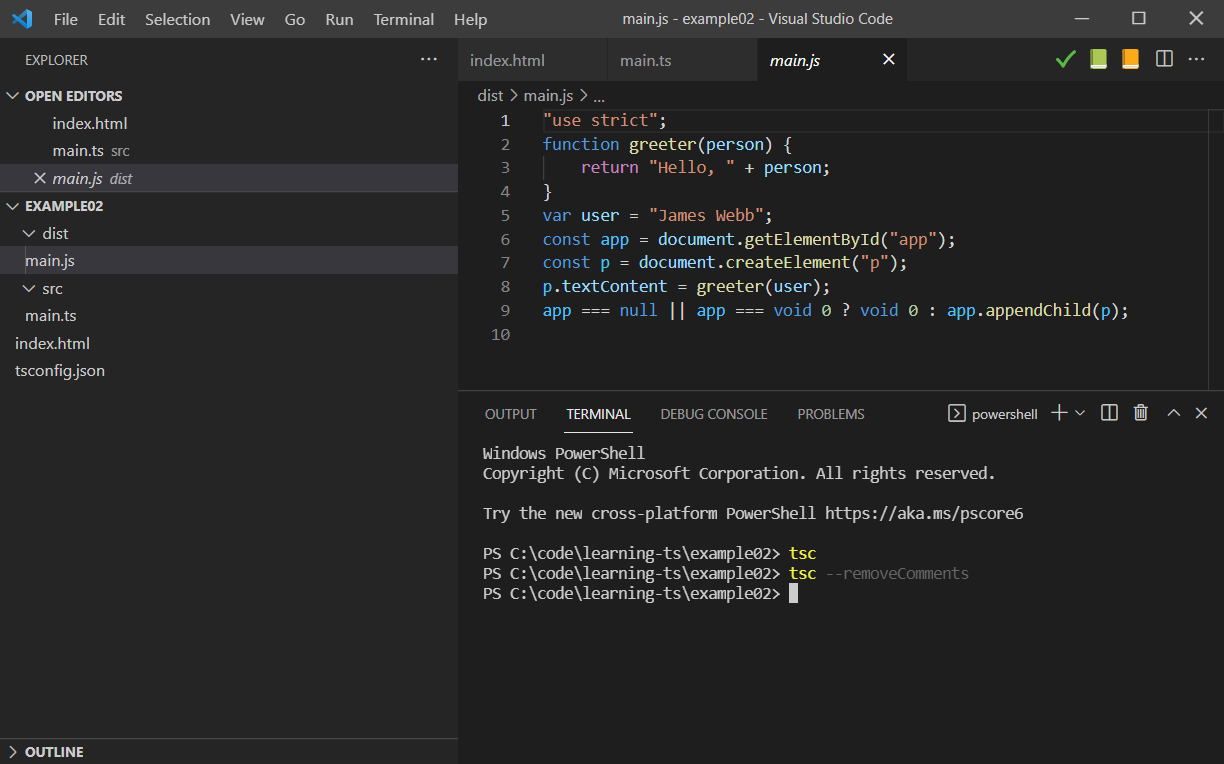 File Edit Selection View Go Run Terminal Help main.js - example02 - Visual Studio Code
EXPLORER
OPEN EDITORS
index.html
main.ts src
main.js dist
EXAMPLE02
dist
main.js
src
main.ts
index.html
tsconfig.json
OUTLINE
index.html main.ts main.js
dist > main.js > ...
1 "use strict";
2 function greeter(person) {
3     return "Hello, " + person;
4 }
5 var user = "James Webb";
6 const app = document.getElementById("app");
7 const p = document.createElement("p");
8 p.textContent = greeter(user);
9 app === null || app === void 0 ? void 0 : app.appendChild(p);
10
OUTPUT TERMINAL DEBUG CONSOLE PROBLEMS powershell
Windows PowerShell
Copyright (C) Microsoft Corporation. All rights reserved.
Try the new cross-platform PowerShell https://aka.ms/pscore6
PS C:\code\learning-ts\example02> tsc
PS C:\code\learning-ts\example02> tsc --removeComments
PS C:\code\learning-ts\example02>